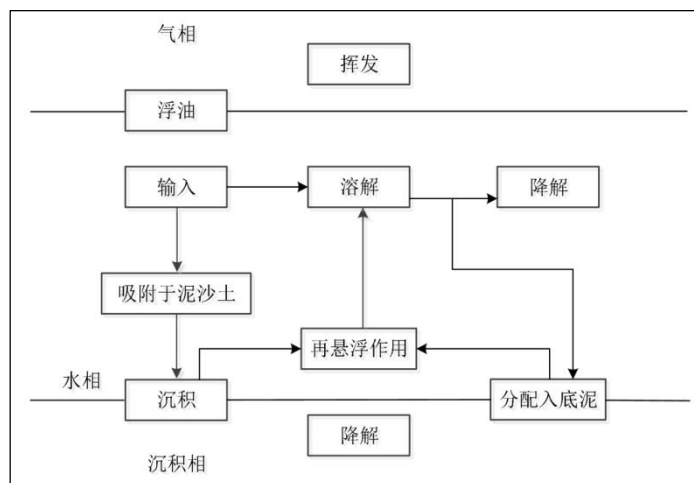 气相
挥发
浮油
输入
溶解
降解
吸附于泥沙土
再悬浮作用
水相
沉积
分配入底泥
降解
沉积相